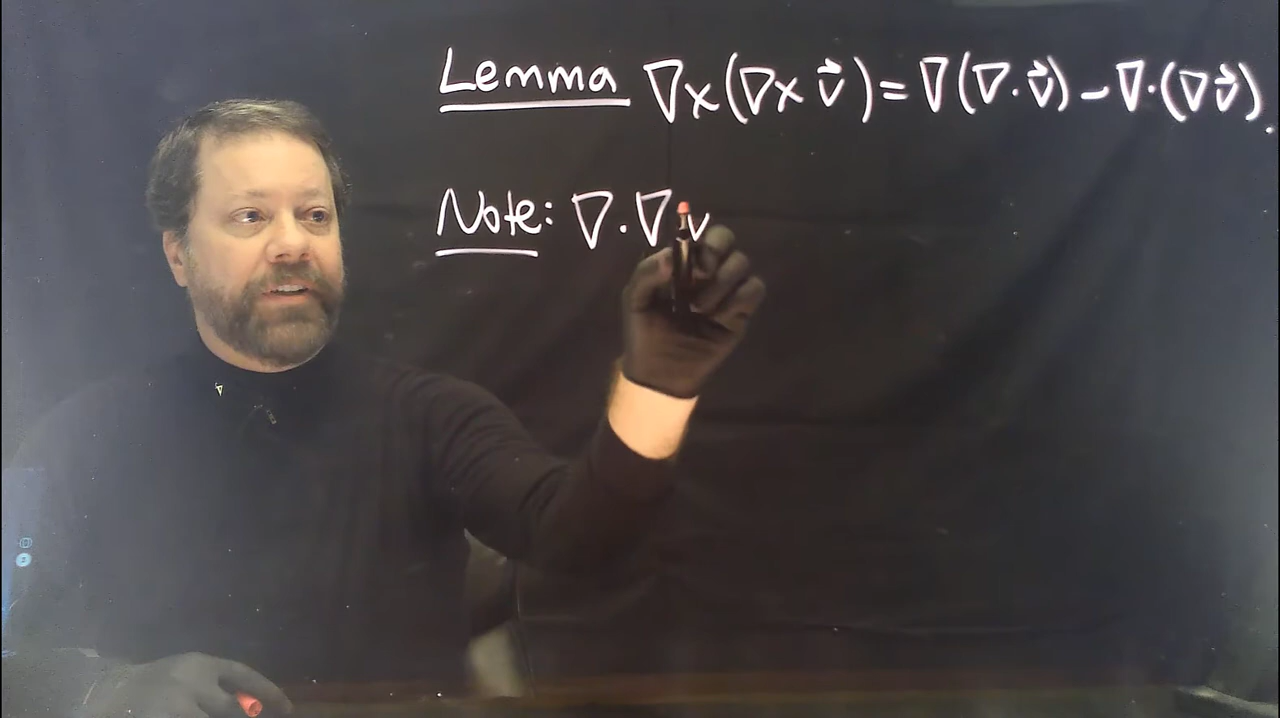 Lemma ∇×(∇×v⃗)=∇(∇·v⃗)-∇·(∇v⃗).
Note: ∇·∇v